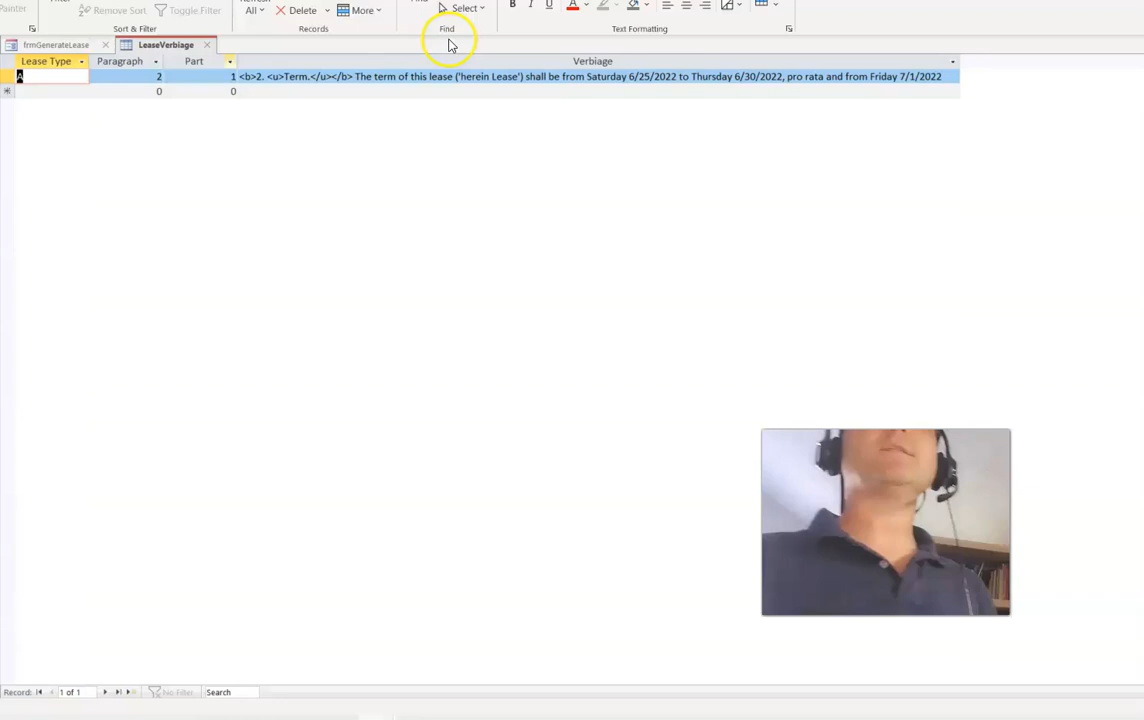 Painter
Remove Sort
Toggle Filter
All
Delete
More
Select
B I U A
Sort & Filter
Records
Find
Text Formatting
frmGenerateLease
LeaseVerbiage
Lease Type
Paragraph
Part
Verbiage
A 2 1 <b>2. <u>Term.</u></b> The term of this lease ('herein Lease') shall be from Saturday 6/25/2022 to Thursday 6/30/2022, pro rata and from Friday 7/1/2022
0 0
Record: 1 of 1 No Filter Search